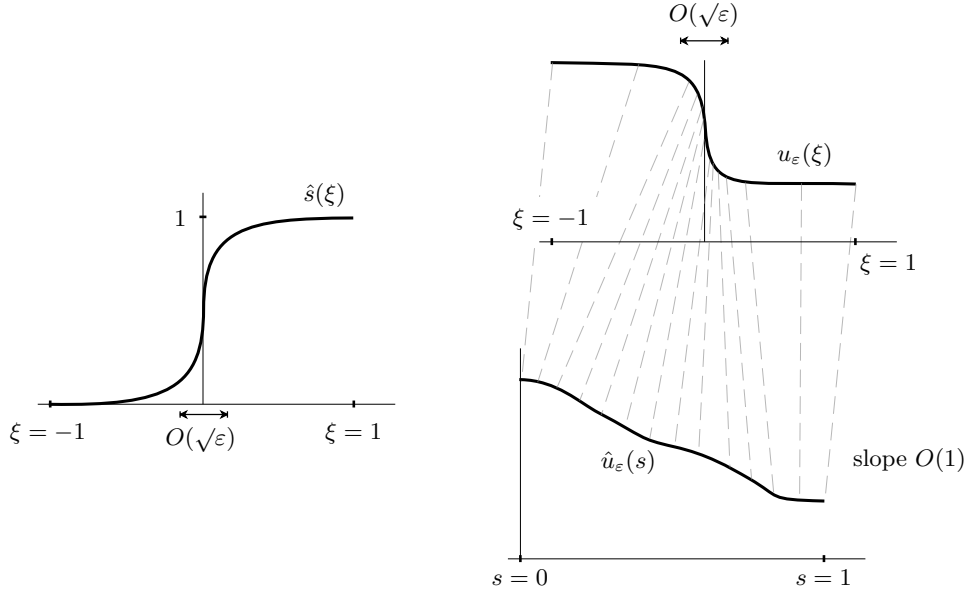 ŝ(ξ)
1
ξ = −1
O(√ε)
ξ = 1
O(√ε)
u_ε(ξ)
ξ = −1
ξ = 1
û_ε(s)
slope O(1)
s = 0
s = 1